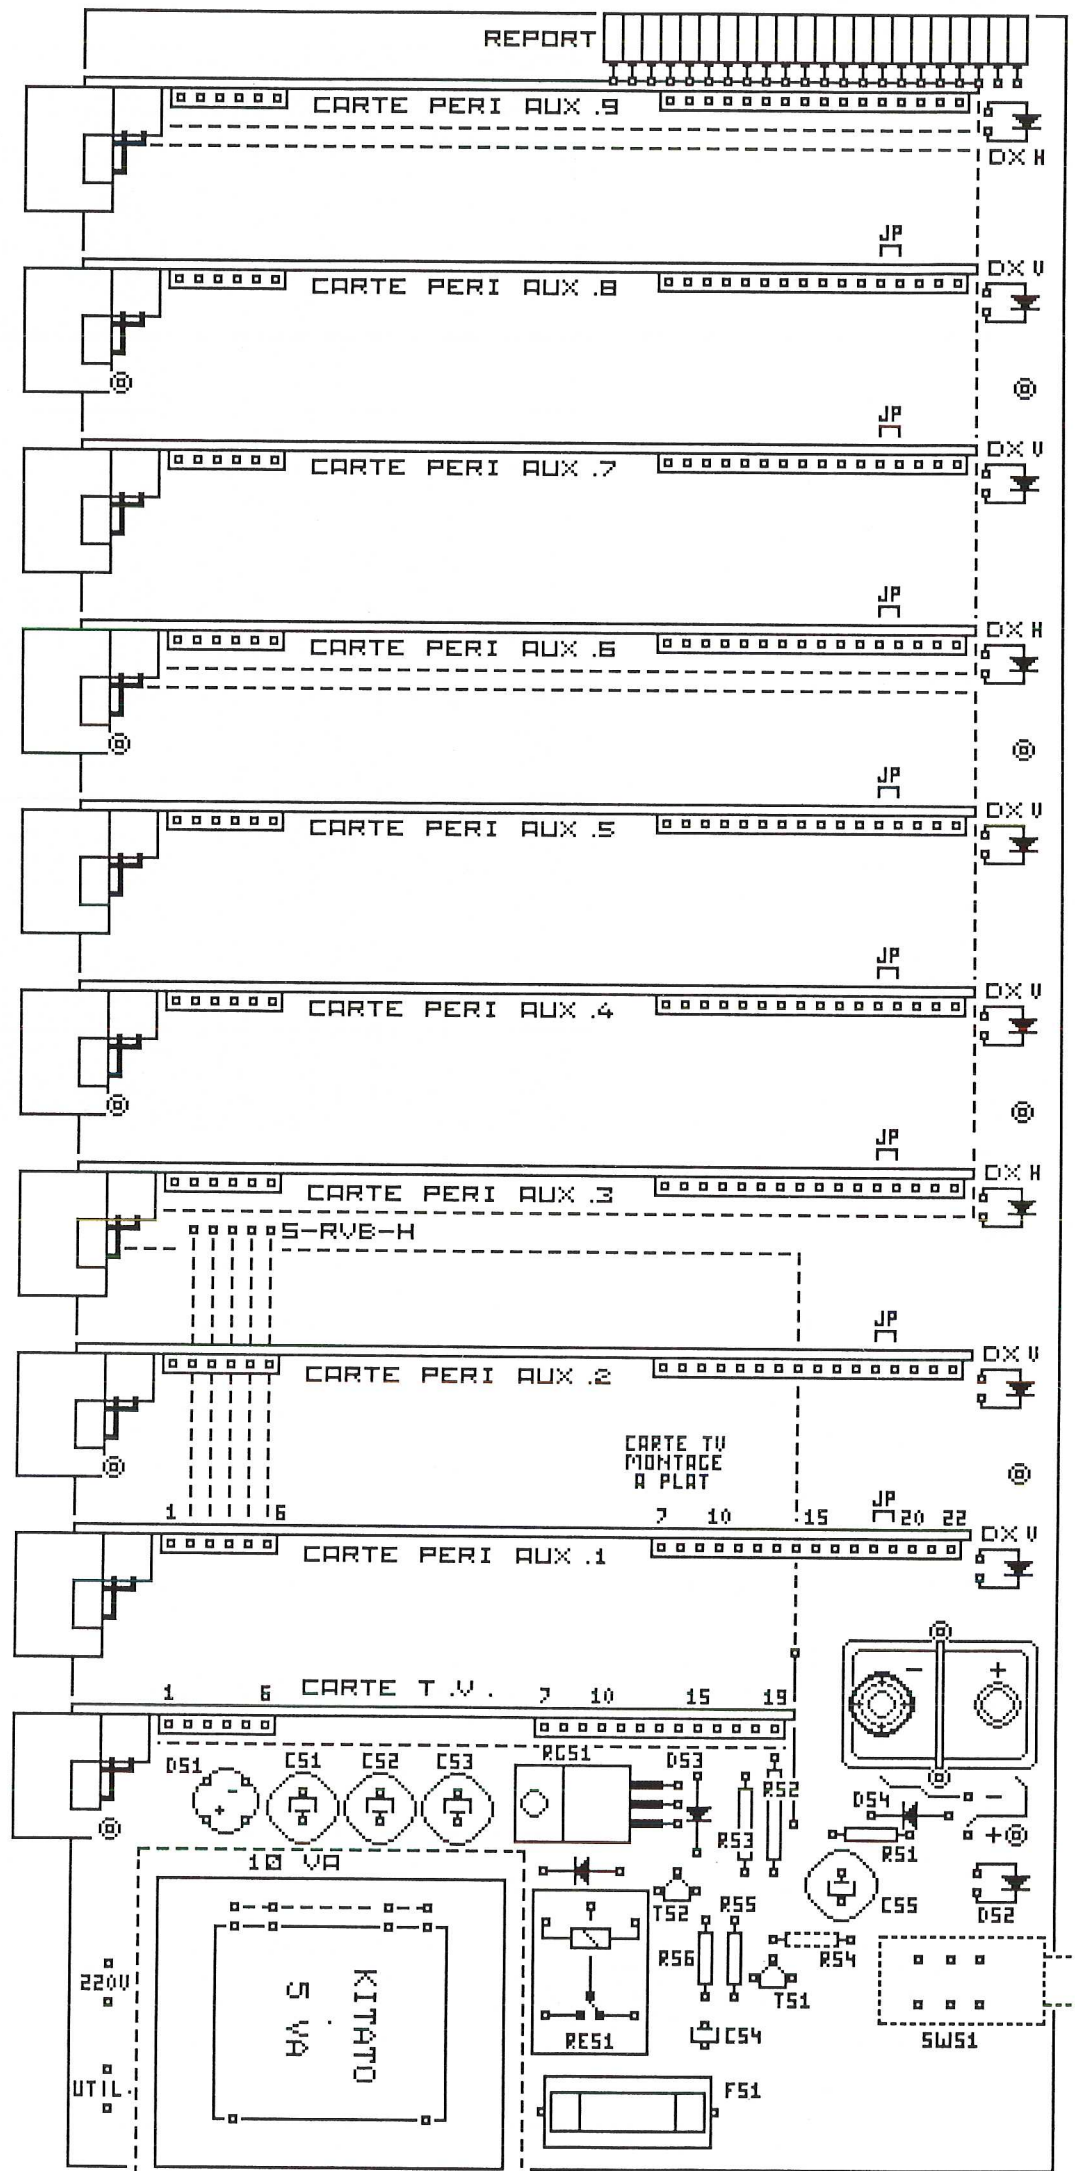 REPORT
CARTE PERI AUX .9
DX H
JP
DX V
CARTE PERI AUX .8
JP
DX V
CARTE PERI AUX .7
JP
DX H
CARTE PERI AUX .6
JP
DX V
CARTE PERI AUX .5
JP
DX V
CARTE PERI AUX .4
JP
DX H
CARTE PERI AUX .3
S-RVB-H
JP
DX V
CARTE PERI AUX .2
CARTE TV
MONTAGE
A PLAT
JP
1 6 7 10 15 20 22
DX V
CARTE PERI AUX .1
- +
1 6 CARTE T.V. 7 10 15 19
DS1 CS1 CS2 CS3 RGS1 DS3
- +
RS2
DS4 -
RS3
+
RS1
10 VA
TS2 RS5 CS5 DS2
RS6 RS4
220V
TS1
KITATO
5 VA
RES1 CS4 SWS1
UTIL.
FS1